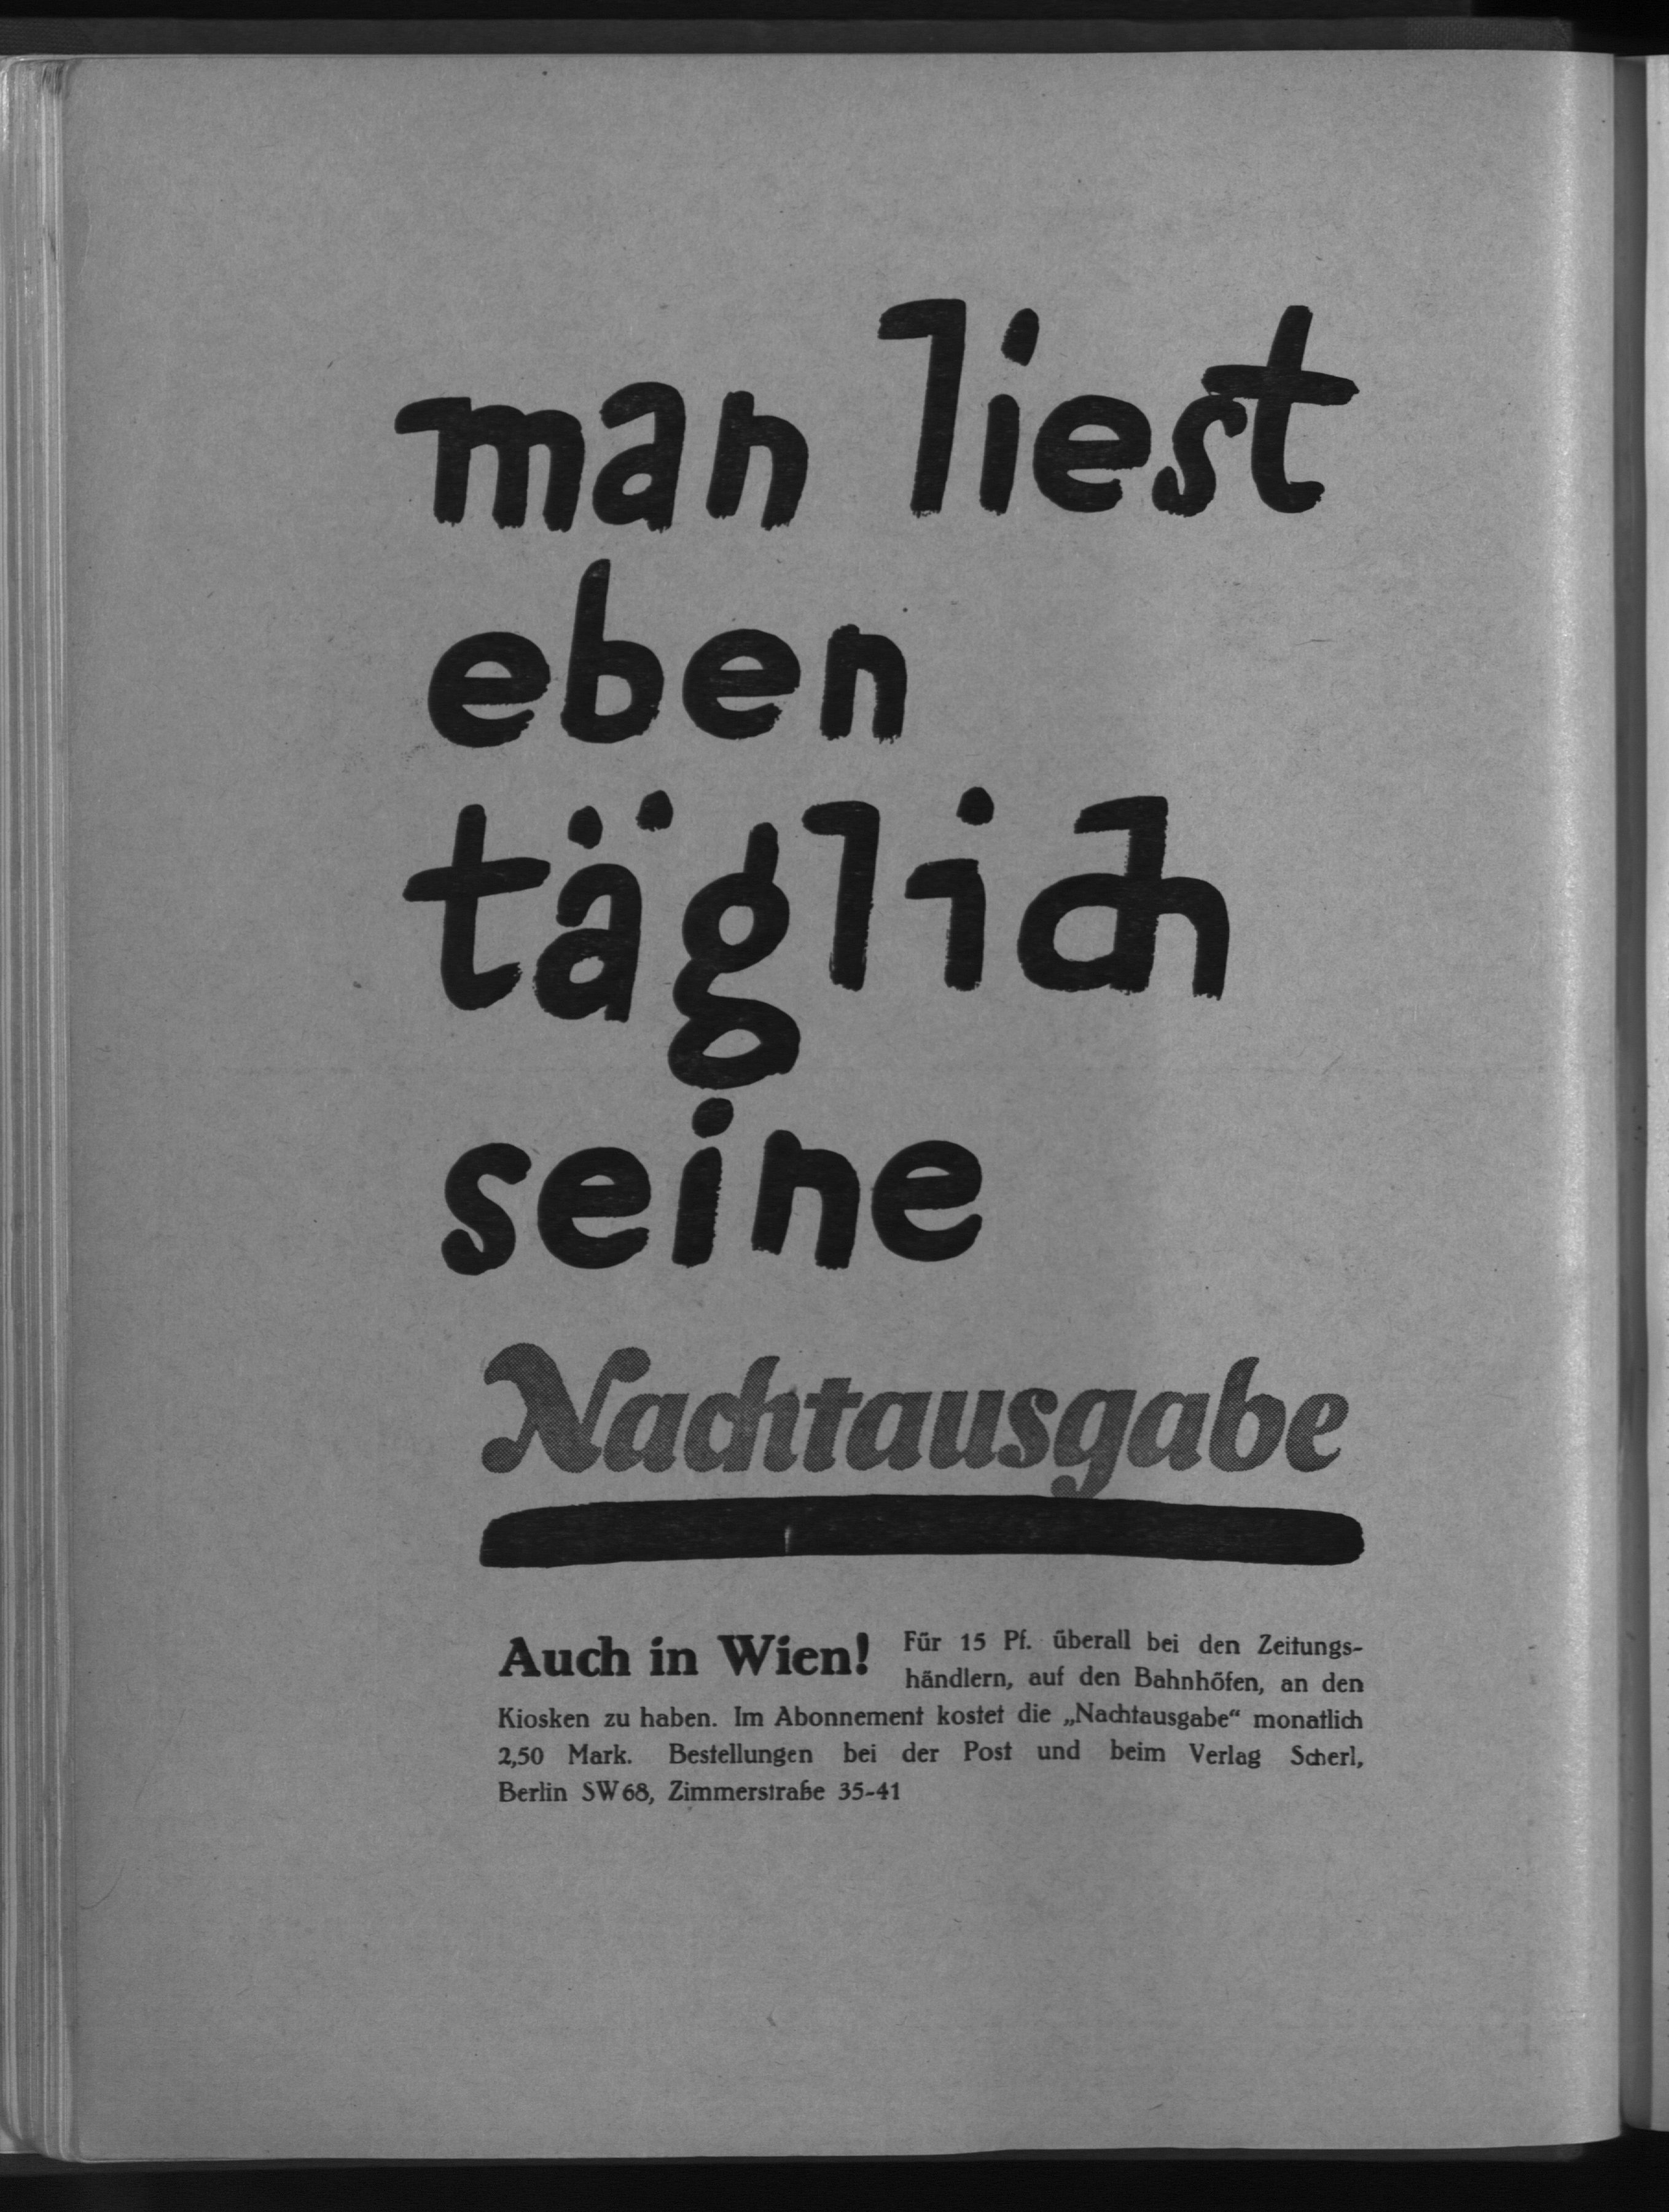 man liest
eben
täglich
seine
Nachtausgabe
Auch in Wien! Für 15 Pf. überall bei den Zeitungs-
händlern, auf den Bahnhöfen, an den
Kiosken zu haben. Im Abonnement kostet die „Nachtausgabe“ monatlich
2,50 Mark. Bestellungen bei der Post und beim Verlag Scherl,
Berlin SW 68, Zimmerstraße 35-41